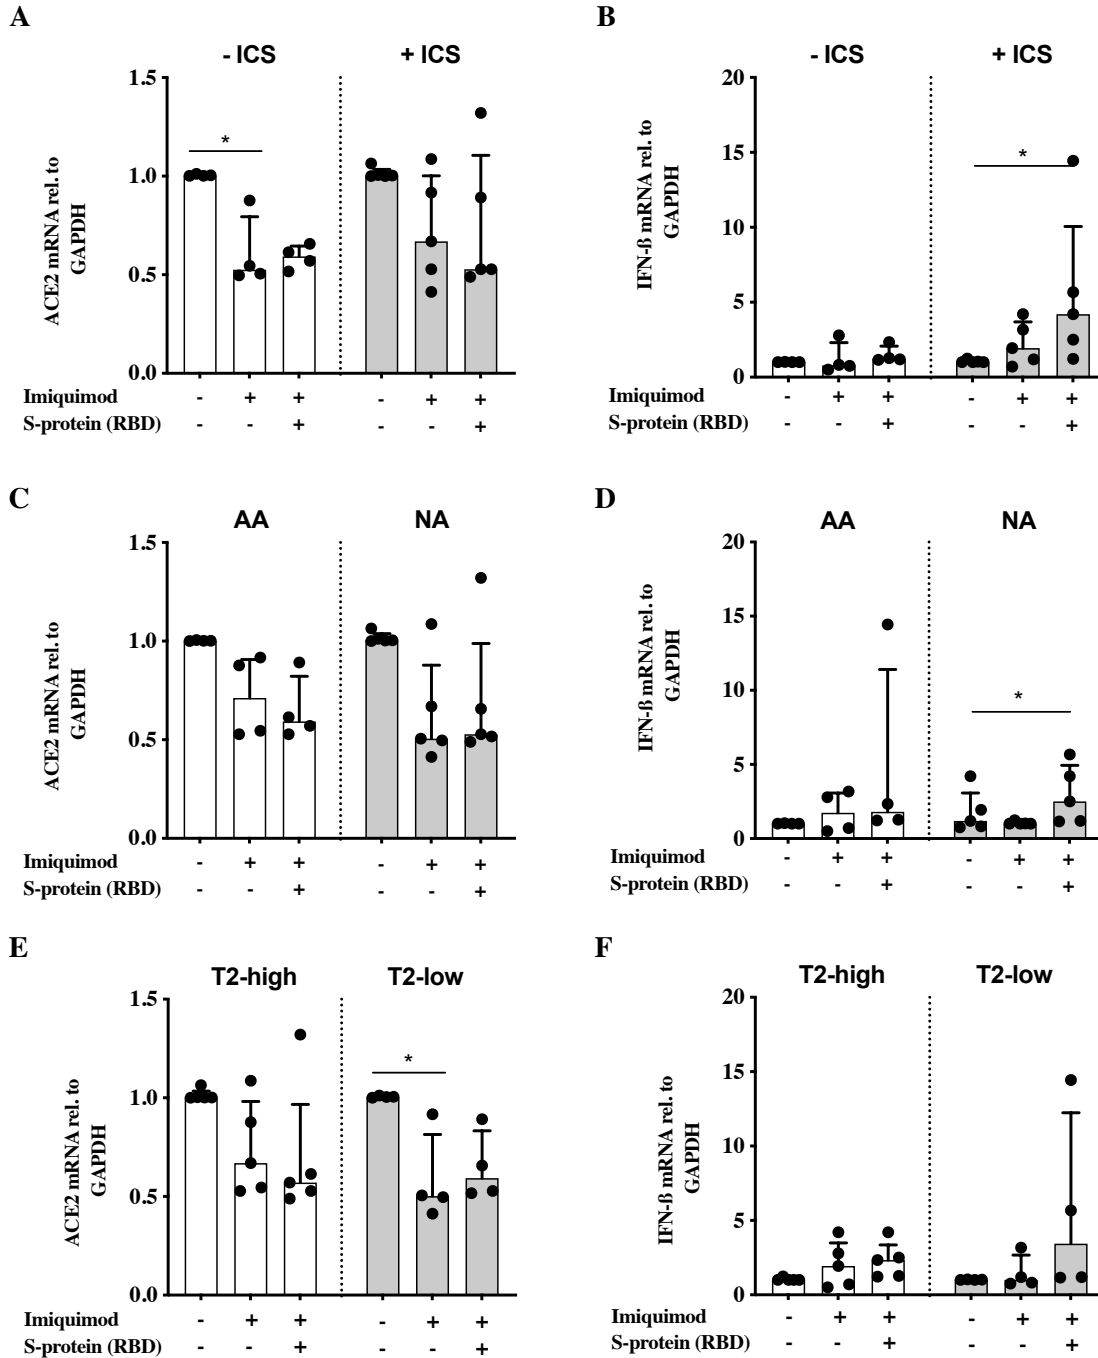 A
- ICS
+ ICS
ACE2 mRNA rel. to
GAPDH
1.5
1.0
0.5
0.0
*
Imiquimod - + + - + +
S-protein (RBD) - - + - - +
B
- ICS
+ ICS
IFN-ß mRNA rel. to
GAPDH
20
15
10
5
0
*
Imiquimod - + + - + +
S-protein (RBD) - - + - - +
C
AA
NA
ACE2 mRNA rel. to
GAPDH
1.5
1.0
0.5
0.0
Imiquimod - + + - + +
S-protein (RBD) - - + - - +
D
AA
NA
IFN-ß mRNA rel. to
GAPDH
20
15
10
5
0
*
Imiquimod - + + - + +
S-protein (RBD) - - + - - +
E
T2-high
T2-low
ACE2 mRNA rel. to
GAPDH
1.5
1.0
0.5
0.0
*
Imiquimod - + + - + +
S-protein (RBD) - - + - - +
F
T2-high
T2-low
IFN-ß mRNA rel. to
GAPDH
20
15
10
5
0
Imiquimod - + + - + +
S-protein (RBD) - - + - - +